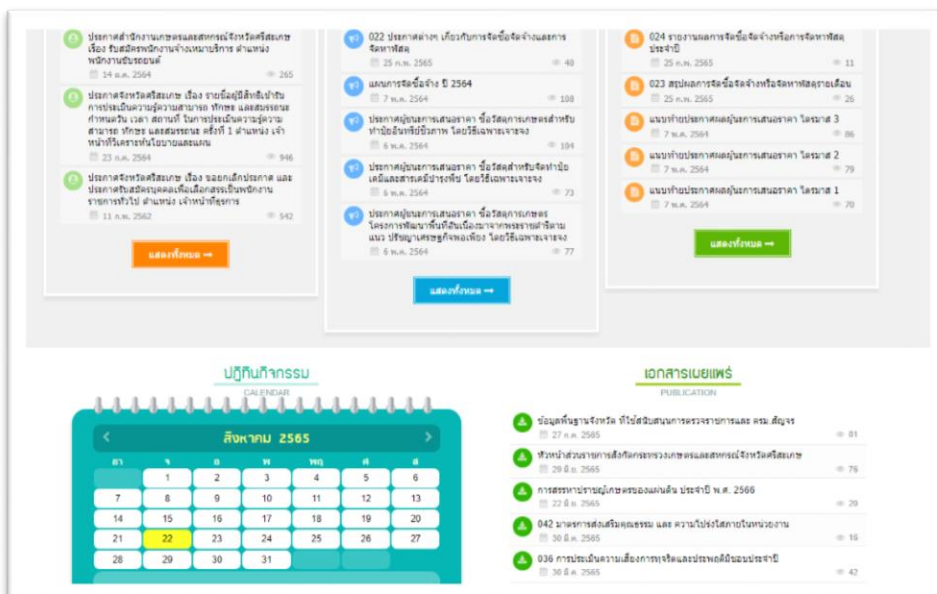 ประกาศสำนักงานเกษตรและสหกรณ์จังหวัดศรีสะเกษ
เรื่อง รับสมัครพนักงานจ้างเหมาบริการ ตำแหน่ง
พนักงานขับรถยนต์
14 ม.ค. 2564 265
ประกาศจังหวัดศรีสะเกษ เรื่อง รายชื่อผู้มีสิทธิเข้ารับ
การประเมินความรู้ความสามารถ ทักษะ และสมรรถนะ
กำหนดวัน เวลา สถานที่ ในการประเมินความรู้ความ
สามารถ ทักษะ และสมรรถนะ ครั้งที่ 1 ตำแหน่ง เจ้า
หน้าที่วิเคราะห์นโยบายและแผน
23 ก.ค. 2564 946
ประกาศจังหวัดศรีสะเกษ เรื่อง ขอยกเลิกประกาศ และ
ประกาศรับสมัครบุคคลเพื่อเลือกสรรเป็นพนักงาน
ราชการทั่วไป ตำแหน่ง เจ้าหน้าที่ธุรการ
11 ก.พ. 2562 542
แสดงทั้งหมด
022 ประกาศต่างๆ เกี่ยวกับการจัดซื้อจัดจ้างและการ
จัดหาพัสดุ
25 ก.พ. 2565 40
แผนการจัดซื้อจ้าง ปี 2564
7 พ.ค. 2564 108
ประกาศผู้ชนะการเสนอราคา ซื้อวัสดุการเกษตรสำหรับ
ทำปุ๋ยอินทรีย์ชีวภาพ โดยวิธีเฉพาะเจาะจง
6 พ.ค. 2564 104
ประกาศผู้ชนะการเสนอราคา ซื้อวัสดุสำหรับจัดทำปุ๋ย
เคมีและสารเคมีบำรุงพืช โดยวิธีเฉพาะเจาะจง
6 พ.ค. 2564 73
ประกาศผู้ชนะการเสนอราคา ซื้อวัสดุการเกษตร
โครงการพัฒนาพื้นที่อันเนื่องมาจากพระราชดำริตาม
แนว ปรัชญาเศรษฐกิจพอเพียง โดยวิธีเฉพาะเจาะจง
6 พ.ค. 2564 77
แสดงทั้งหมด
024 รายงานผลการจัดซื้อจัดจ้างหรือการจัดหาพัสดุ
ประจำปี
25 ก.พ. 2565 11
023 สรุปผลการจัดซื้อจัดจ้างหรือจัดหาพัสดุรายเดือน
25 ก.พ. 2565 26
แนบท้ายประกาศผลผู้นะการเสนอราคา ไตรมาส 3
7 พ.ค. 2564 86
แนบท้ายประกาศผลผู้นะการเสนอราคา ไตรมาส 2
7 พ.ค. 2564 79
แนบท้ายประกาศผลผู้นะการเสนอราคา ไตรมาส 1
7 พ.ค. 2564 70
แสดงทั้งหมด
ปฏิทินกิจกรรม
CALENDAR
สิงหาคม 2565
อา จ อ พ พฤ ศ ส
1 2 3 4 5 6
7 8 9 10 11 12 13
14 15 16 17 18 19 20
21 22 23 24 25 26 27
28 29 30 31
เอกสารเผยแพร่
PUBLICATION
ข้อมูลพื้นฐานจังหวัด ที่ใช้สนับสนุนการตรวจราชการและ ครม.สัญจร
27 ก.ค. 2565 81
หัวหน้าส่วนราชการสังกัดกระทรวงเกษตรและสหกรณ์จังหวัดศรีสะเกษ
29 มิ.ย. 2565 76
การสรรหาปราชญ์เกษตรของแผ่นดิน ประจำปี พ.ศ. 2566
22 มิ.ย. 2565 20
042 มาตรการส่งเสริมคุณธรรม และ ความโปร่งใสภายในหน่วยงาน
30 มี.ค. 2565 16
036 การประเมินความเสี่ยงการทุจริตและประพฤติมิชอบประจำปี
30 มี.ค. 2565 42